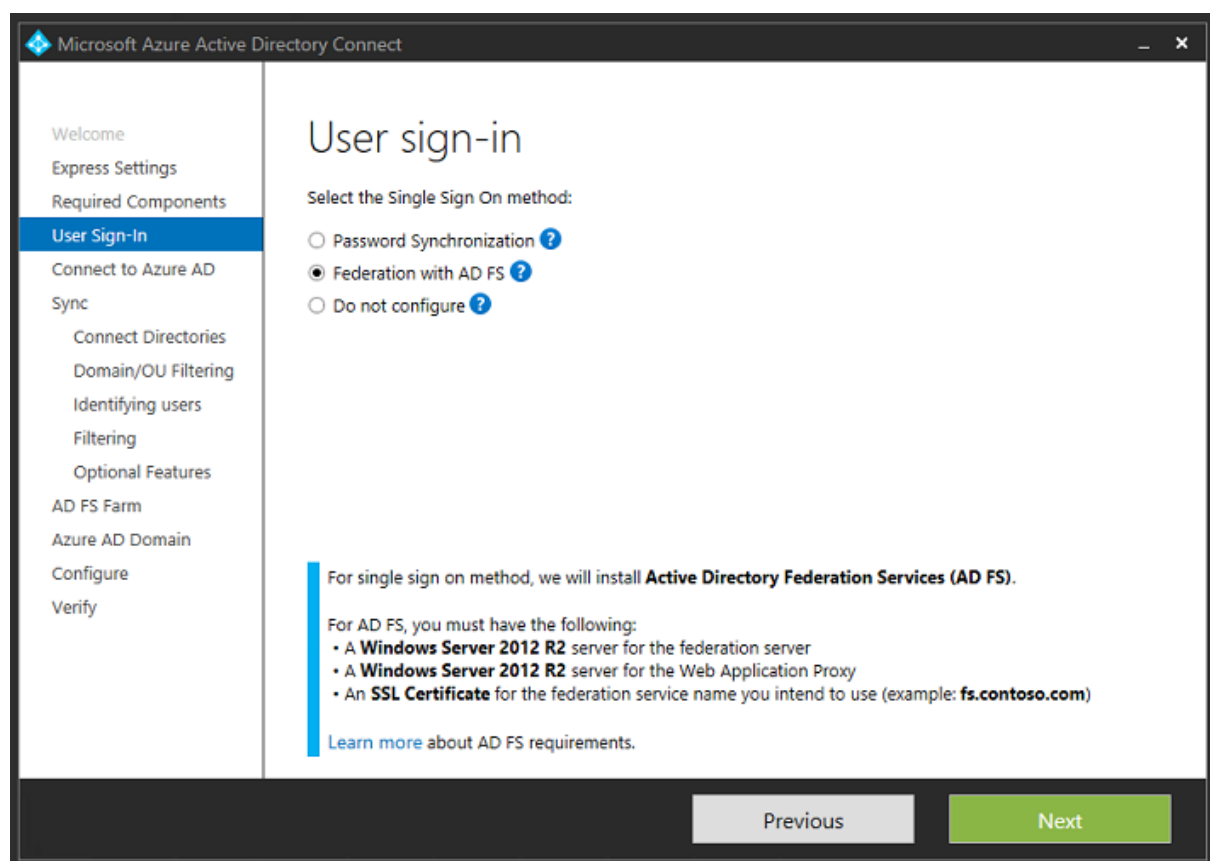 Microsoft Azure Active Directory Connect
Welcome
Express Settings
Required Components
User Sign-In
Connect to Azure AD
Sync
Connect Directories
Domain/OU Filtering
Identifying users
Filtering
Optional Features
AD FS Farm
Azure AD Domain
Configure
Verify
User sign-in
Select the Single Sign On method:
Password Synchronization ?
Federation with AD FS ?
Do not configure ?
For single sign on method, we will install Active Directory Federation Services (AD FS).
For AD FS, you must have the following:
• A Windows Server 2012 R2 server for the federation server
• A Windows Server 2012 R2 server for the Web Application Proxy
• An SSL Certificate for the federation service name you intend to use (example: fs.contoso.com)
Learn more about AD FS requirements.
Previous
Next